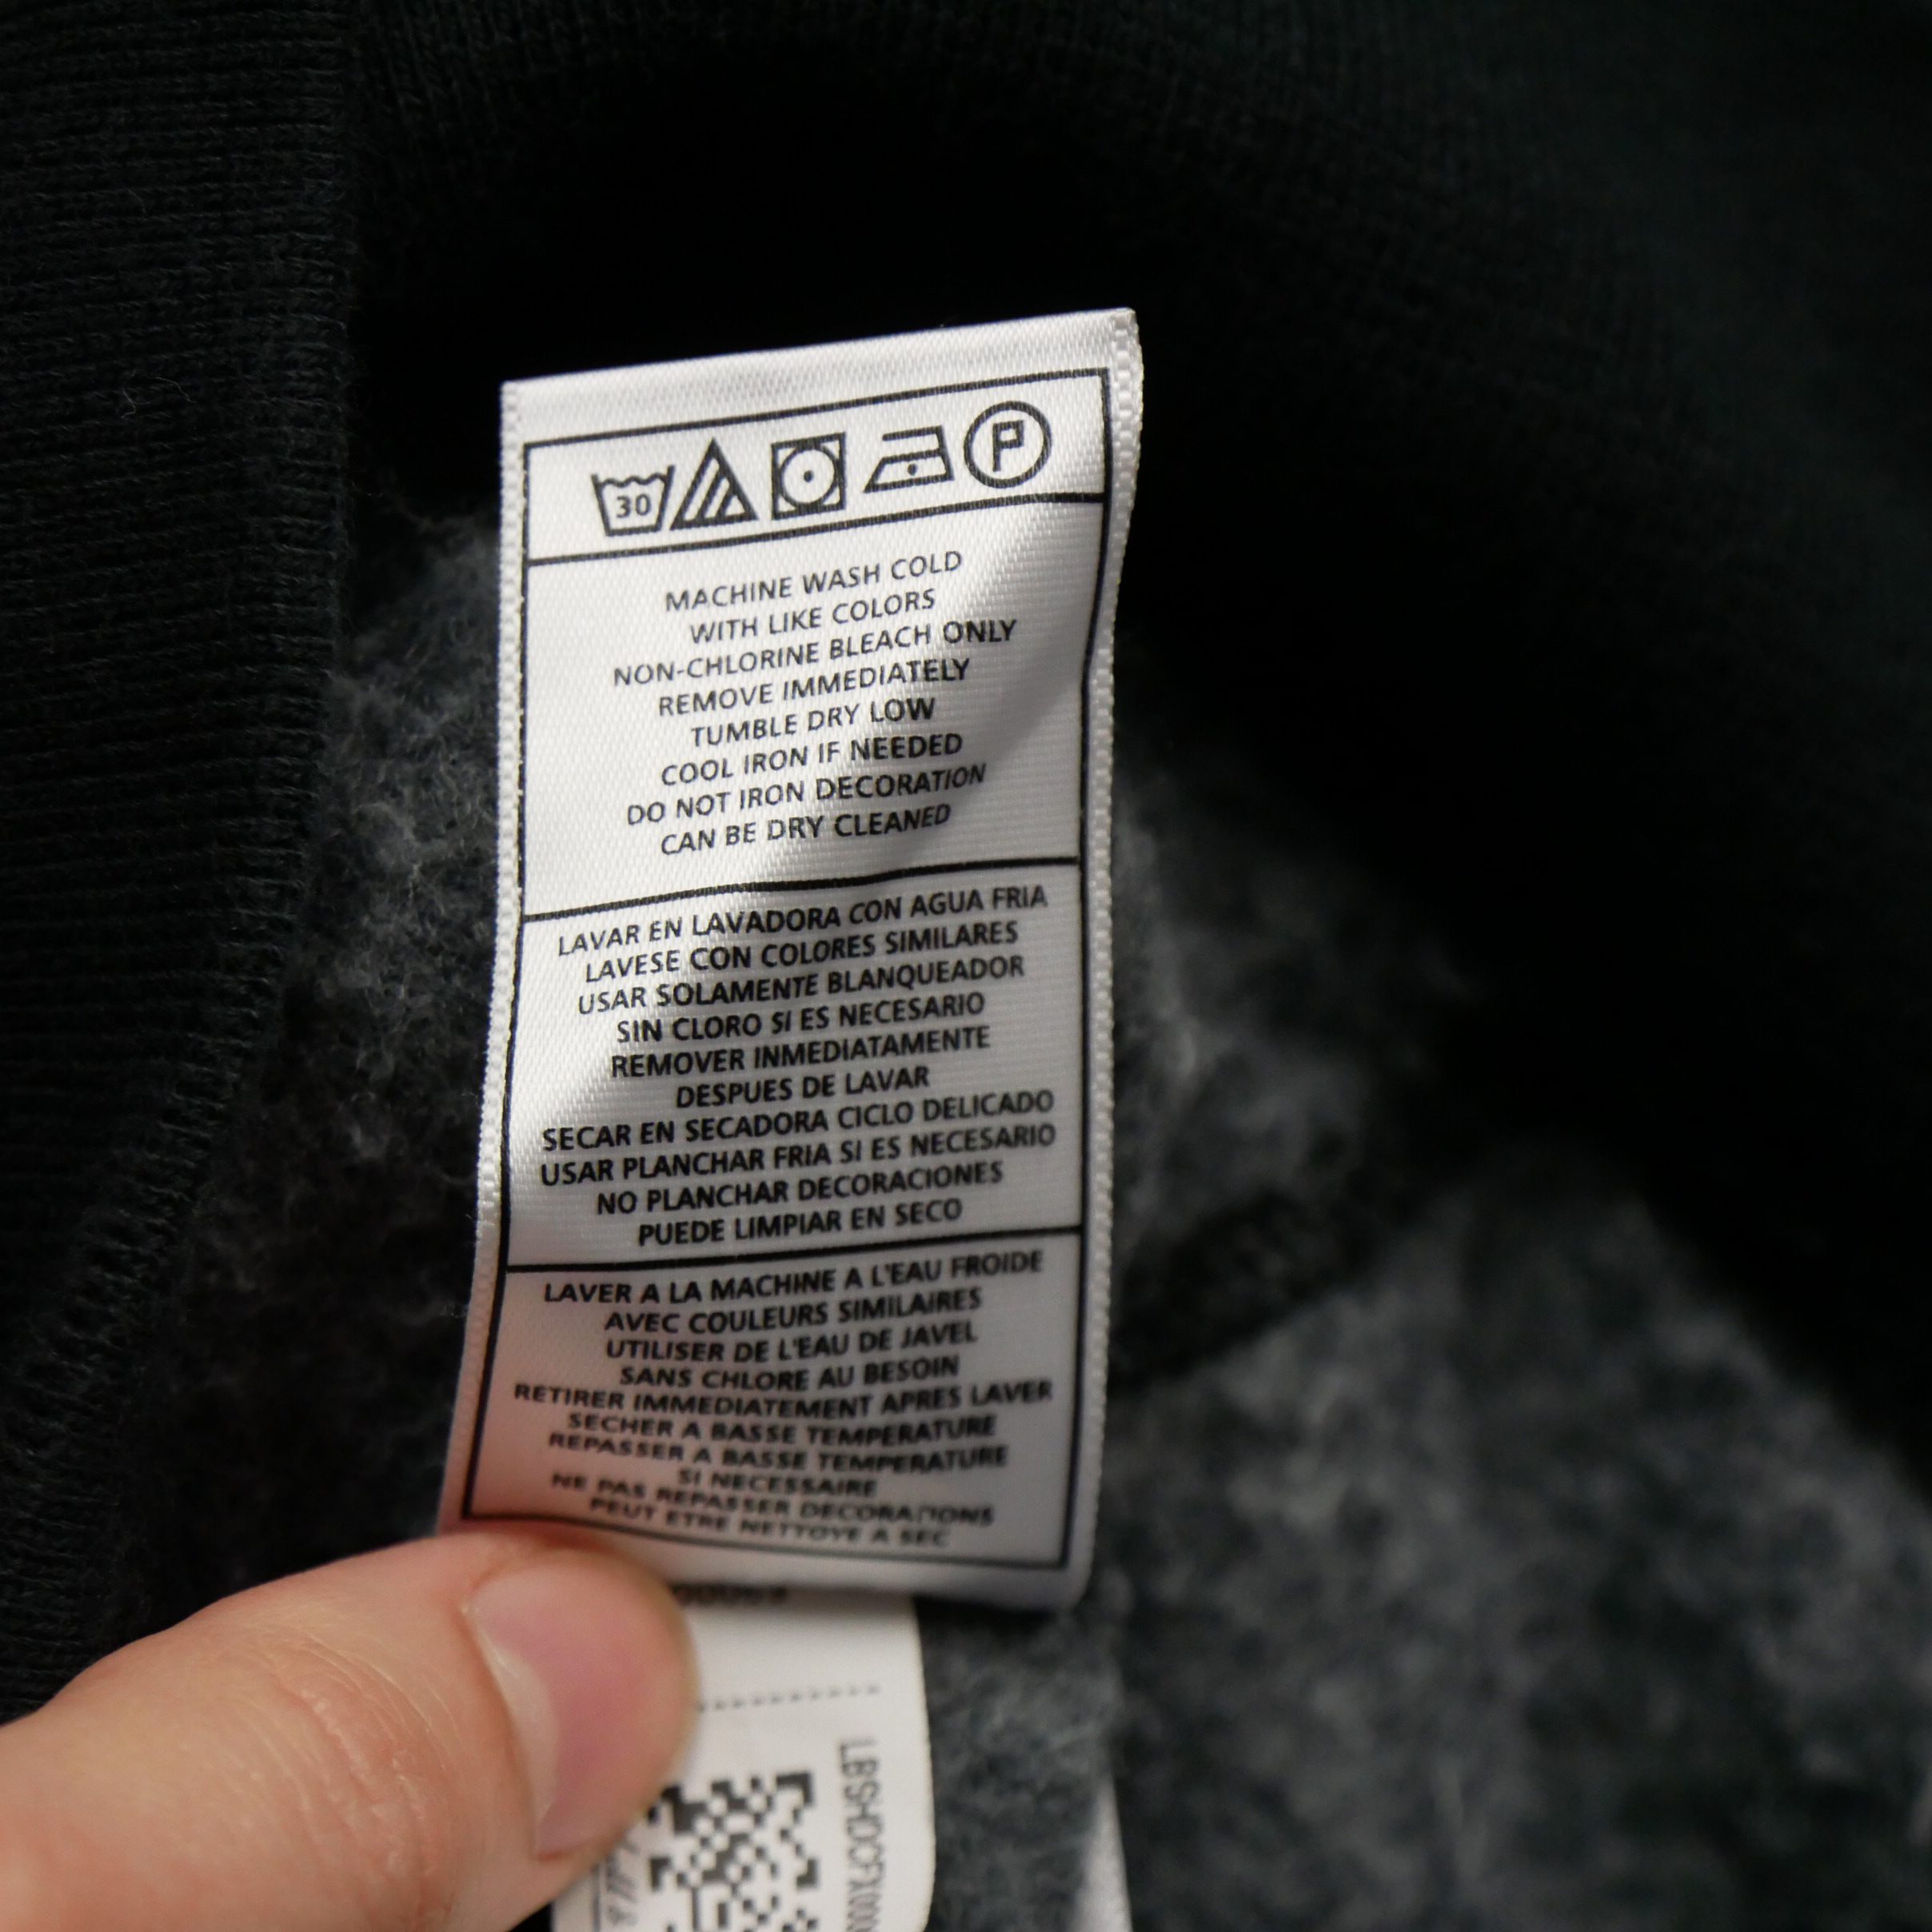 30
P
MACHINE WASH COLD
WITH LIKE COLORS
NON-CHLORINE BLEACH ONLY
REMOVE IMMEDIATELY
TUMBLE DRY LOW
COOL IRON IF NEEDED
DO NOT IRON DECORATION
CAN BE DRY CLEANED
LAVAR EN LAVADORA CON AGUA FRIA
LAVESE CON COLORES SIMILARES
USAR SOLAMENTE BLANQUEADOR
SIN CLORO SI ES NECESARIO
REMOVER INMEDIATAMENTE
DESPUES DE LAVAR
SECAR EN SECADORA CICLO DELICADO
USAR PLANCHAR FRIA SI ES NECESARIO
NO PLANCHAR DECORACIONES
PUEDE LIMPIAR EN SECO
LAVER A LA MACHINE A L'EAU FROIDE
AVEC COULEURS SIMILAIRES
UTILISER DE L'EAU DE JAVEL
SANS CHLORE AU BESOIN
RETIRER IMMEDIATEMENT APRES LAVER
SECHER A BASSE TEMPERATURE
REPASSER A BASSE TEMPERATURE
SI NECESSAIRE
NE PAS REPASSER DECORATIONS
PEUT ETRE NETTOYE A SEC